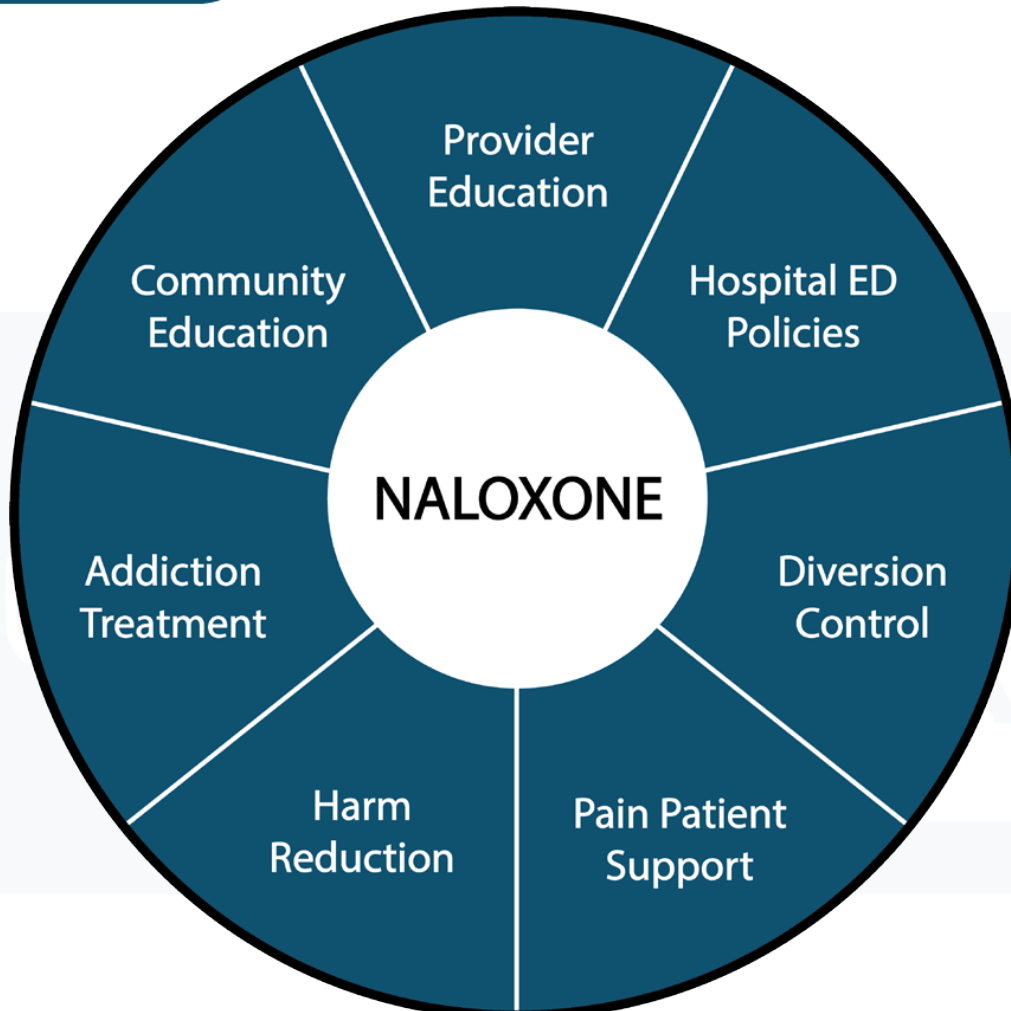 Provider
Education
Hospital ED
Policies
Diversion
Control
Pain Patient
Support
Harm
Reduction
Addiction
Treatment
Community
Education
NALOXONE